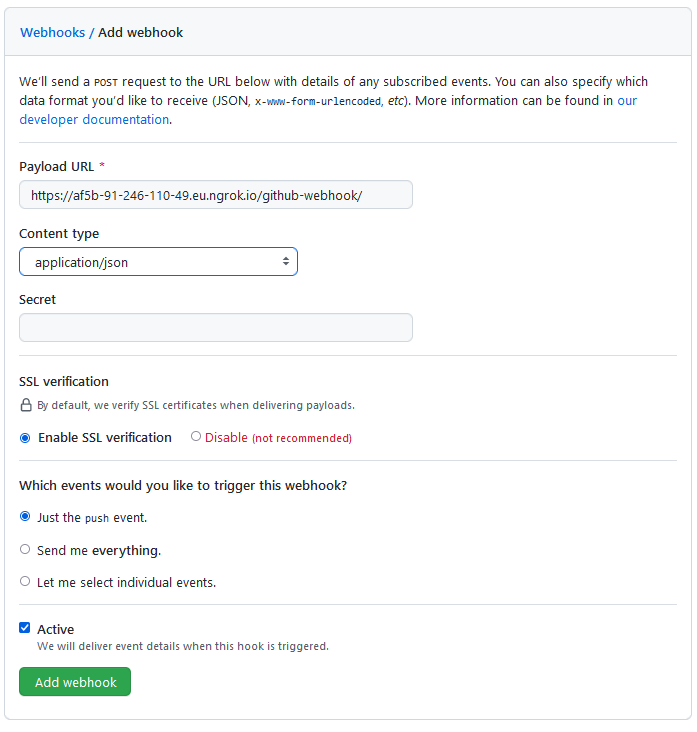 Webhooks / Add webhook
We'll send a POST request to the URL below with details of any subscribed events. You can also specify which
data format you'd like to receive (JSON, x-www-form-urlencoded, etc). More information can be found in our
developer documentation.
Payload URL *
https://af5b-91-246-110-49.eu.ngrok.io/github-webhook/
Content type
application/json
Secret
SSL verification
By default, we verify SSL certificates when delivering payloads.
Enable SSL verification Disable (not recommended)
Which events would you like to trigger this webhook?
Just the push event.
Send me everything.
Let me select individual events.
Active
We will deliver event details when this hook is triggered.
Add webhook